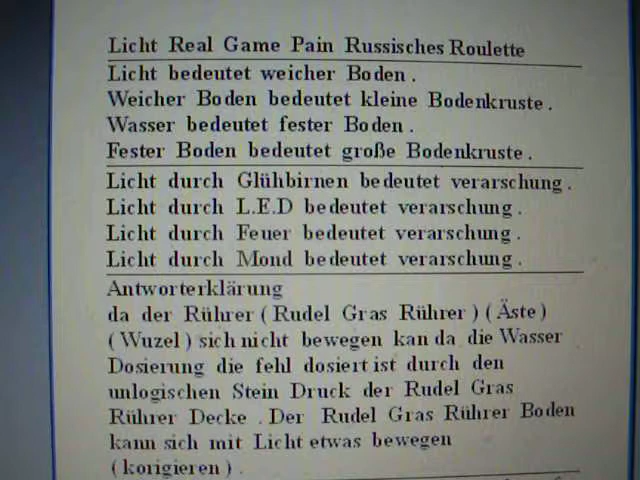 Licht Real Game Pain Russisches Roulette
Licht bedeutet weicher Boden .
Weicher Boden bedeutet kleine Bodenkruste .
Wasser bedeutet fester Boden .
Fester Boden bedeutet große Bodenkruste .
Licht durch Glühbirnen bedeutet verarschung .
Licht durch L.E.D bedeutet verarschung .
Licht durch Feuer bedeutet verarschung .
Licht durch Mond bedeutet verarschung .
Antworterklärung
da der Rührer ( Rudel Gras Rührer ) ( Äste )
( Wuzel ) sich nicht bewegen kan da die Wasser
Dosierung die fehl dosiert ist durch den
unlogischen Stein Druck der Rudel Gras
Rührer Decke . Der Rudel Gras Rührer Boden
kann sich mit Licht etwas bewegen
( korigieren ) .